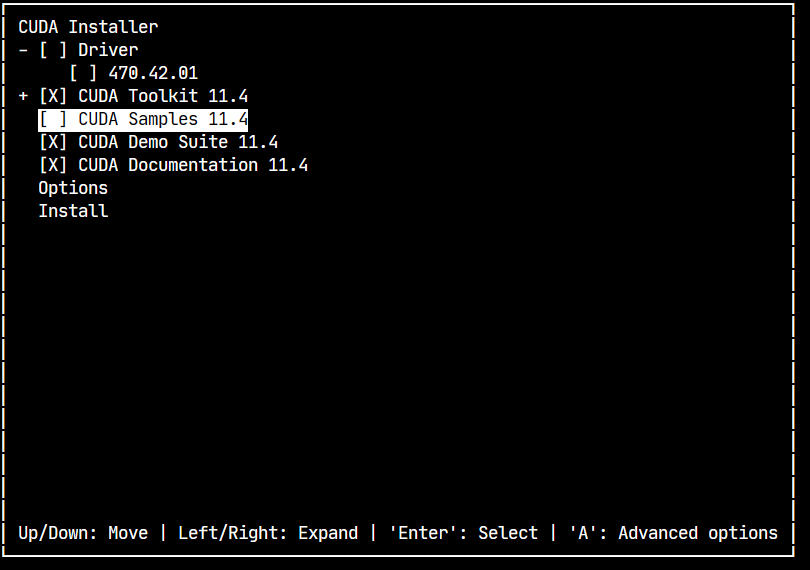 CUDA Installer
- [ ] Driver
[ ] 470.42.01
+ [X] CUDA Toolkit 11.4
[ ] CUDA Samples 11.4
[X] CUDA Demo Suite 11.4
[X] CUDA Documentation 11.4
Options
Install
Up/Down: Move | Left/Right: Expand | 'Enter': Select | 'A': Advanced options